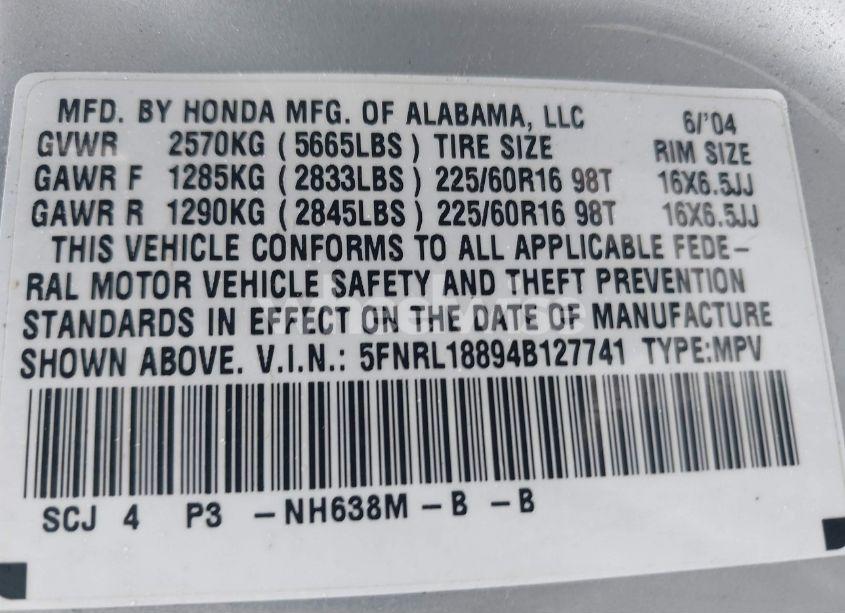 MFD. BY HONDA MFG. OF ALABAMA, LLC 6/'04
GVWR 2570KG ( 5665LBS ) TIRE SIZE RIM SIZE
GAWR F 1285KG ( 2833LBS ) 225/60R16 98T 16X6.5JJ
GAWR R 1290KG ( 2845LBS ) 225/60R16 98T 16X6.5JJ
THIS VEHICLE CONFORMS TO ALL APPLICABLE FEDE-
RAL MOTOR VEHICLE SAFETY AND THEFT PREVENTION
STANDARDS IN EFFECT ON THE DATE OF MANUFACTURE
SHOWN ABOVE. V.I.N.: 5FNRL18894B127741 TYPE:MPV
SCJ 4 P3 -NH638M-B -B